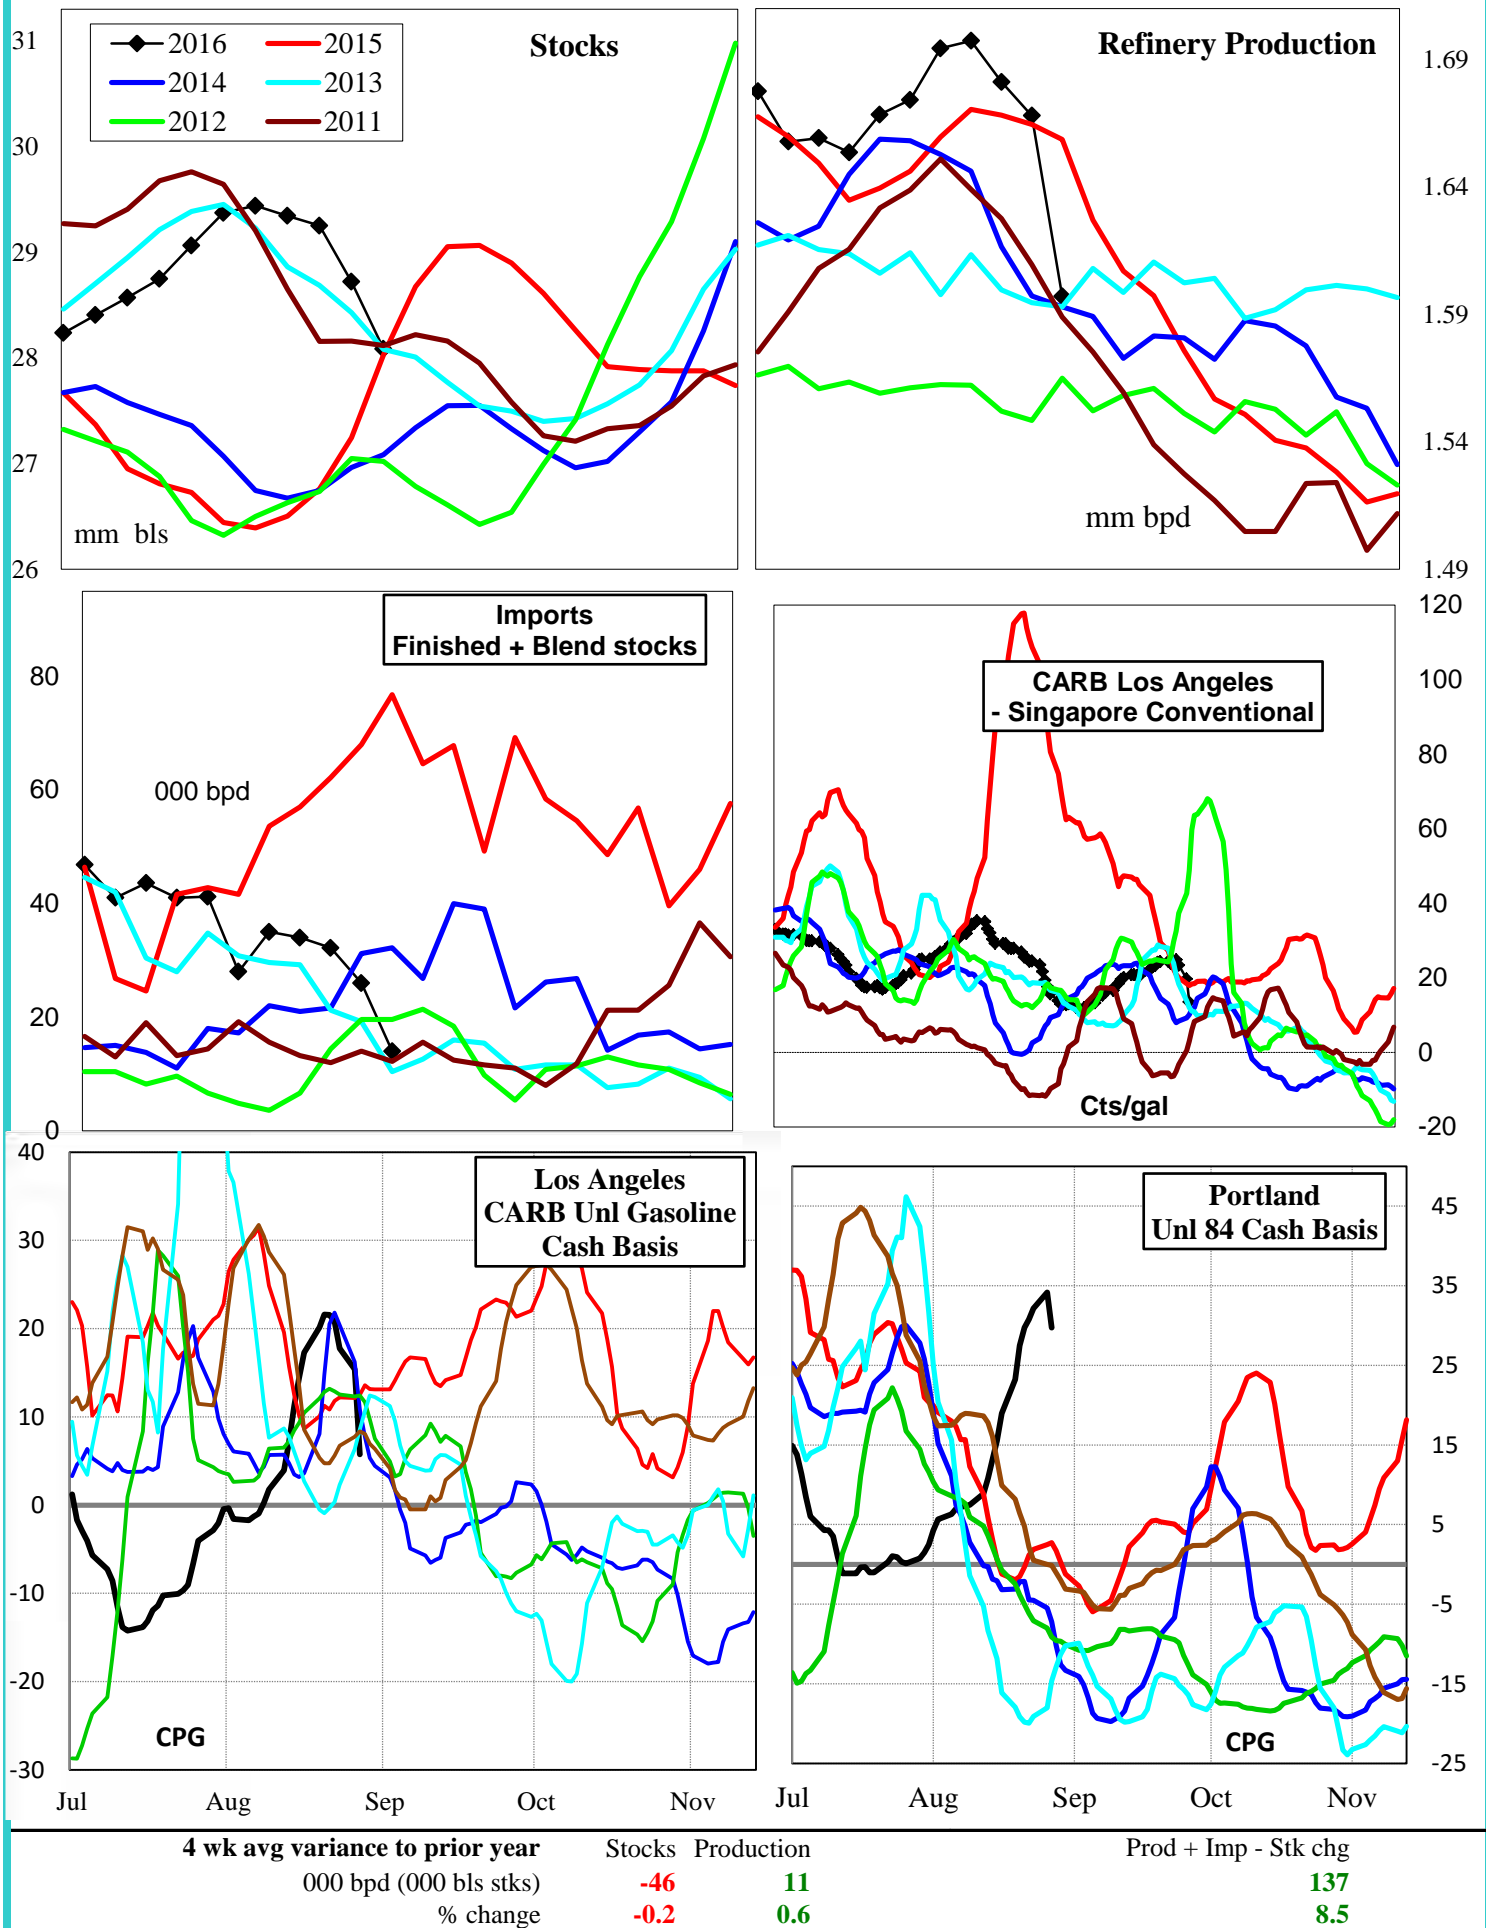 Stocks
2016 2015
2014 2013
2012 2011
31
30
29
28
27
26
mm bls
Refinery Production
1.69
1.64
1.59
1.54
1.49
mm bpd
Imports
Finished + Blend stocks
80
60
40
20
0
000 bpd
CARB Los Angeles
- Singapore Conventional
120
100
80
60
40
20
0
-20
Cts/gal
Los Angeles
CARB Unl Gasoline
Cash Basis
40
30
20
10
0
-10
-20
-30
CPG
Jul Aug Sep Oct Nov
Portland
Unl 84 Cash Basis
45
35
25
15
5
-5
-15
-25
CPG
Jul Aug Sep Oct Nov
4 wk avg variance to prior year Stocks Production Prod + Imp - Stk chg
000 bpd (000 bls stks) -46 11 137
% change -0.2 0.6 8.5